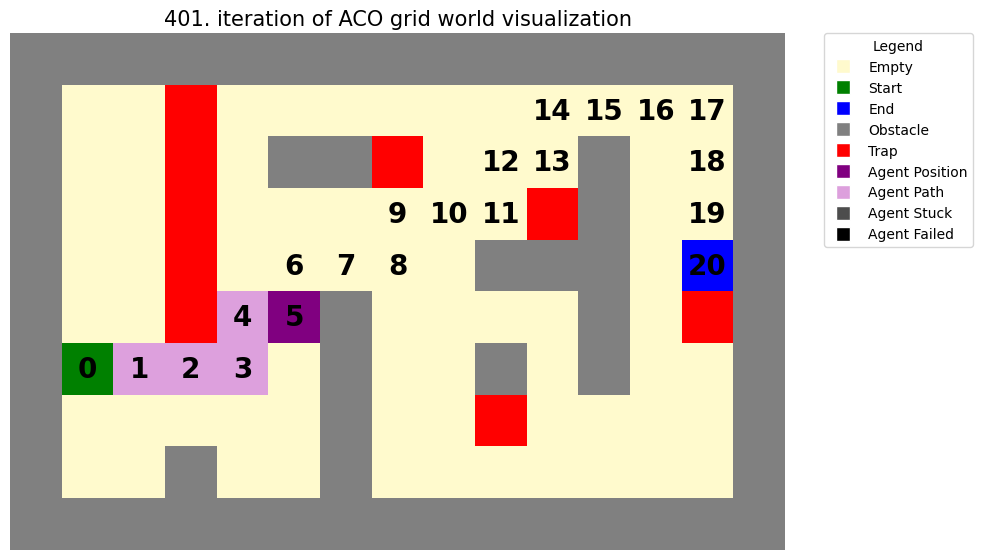 401. iteration of ACO grid world visualization
Legend
Empty
Start
End
Obstacle
Trap
Agent Position
Agent Path
Agent Stuck
Agent Failed
14 15 16 17
12 13 18
9 10 11 19
6 7 8 20
4 5
0 1 2 3